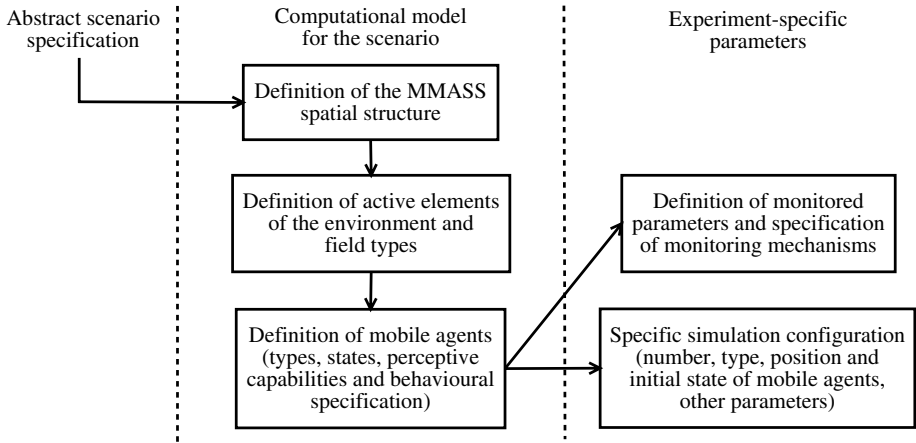 Abstract scenario
specification
Computational model
for the scenario
Experiment-specific
parameters
Definition of the MMASS
spatial structure
Definition of active elements
of the environment and
field types
Definition of monitored
parameters and specification
of monitoring mechanisms
Definition of mobile agents
(types, states, perceptive
capabilities and behavioural
specification)
Specific simulation configuration
(number, type, position and
initial state of mobile agents,
other parameters)